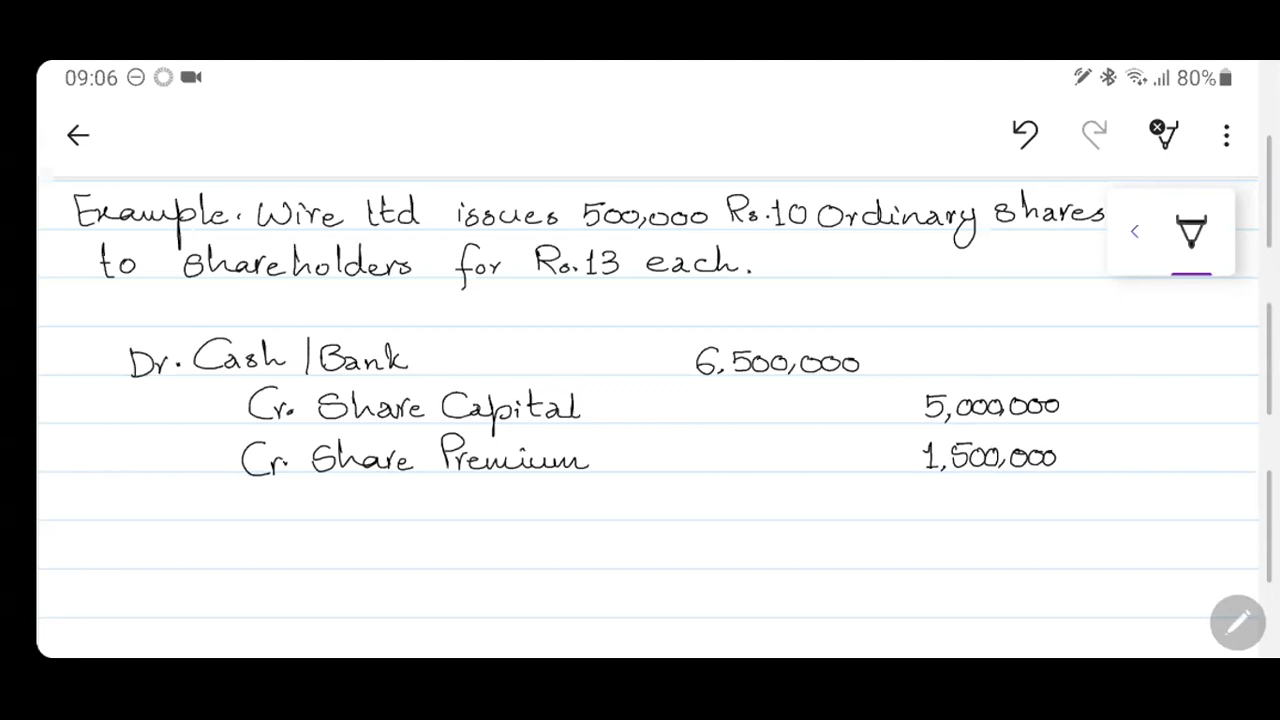 09:06 80%
Example. Wire ltd issues 500,000 Rs.10 Ordinary shares
to shareholders for Rs.13 each.
Dr. Cash/Bank 6,500,000
Cr. Share Capital 5,000,000
Cr. Share Premium 1,500,000